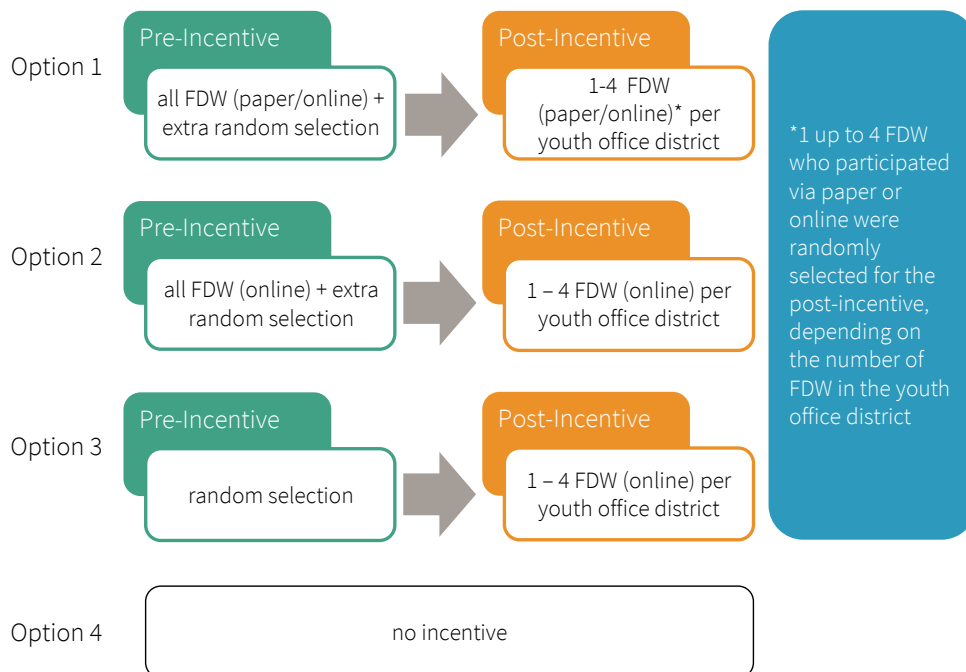 Option 1
Pre-Incentive
all FDW (paper/online) +
extra random selection
Post-Incentive
1-4  FDW
(paper/online)* per
youth office district
Option 2
Pre-Incentive
all FDW (online) + extra
random selection
Post-Incentive
1 – 4 FDW (online) per
youth office district
Option 3
Pre-Incentive
random selection
Post-Incentive
1 – 4 FDW (online) per
youth office district
*1 up to 4 FDW
who participated
via paper or
online were
randomly
selected for the
post-incentive,
depending on
the number of
FDW in the youth
office district
Option 4
no incentive